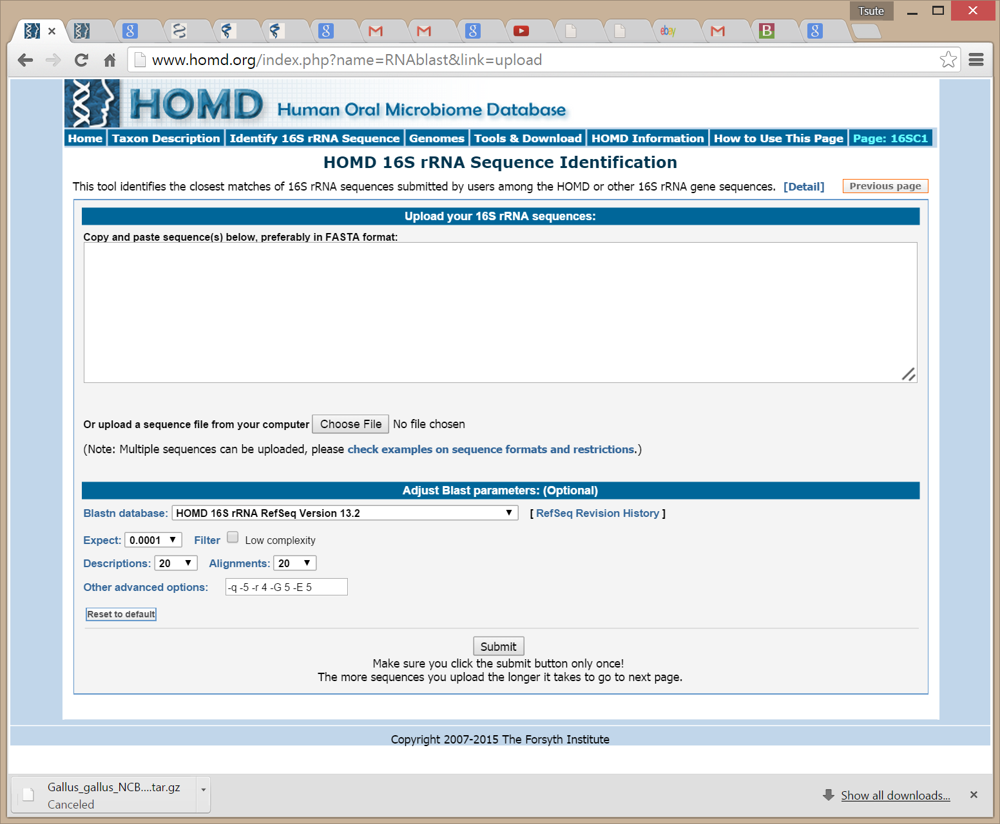 Tsute
www.homd.org/index.php?name=RNAblast&link=upload
HOMD Human Oral Microbiome Database
Home Taxon Description Identify 16S rRNA Sequence Genomes Tools & Download HOMD Information How to Use This Page Page: 16SC1
HOMD 16S rRNA Sequence Identification
This tool identifies the closest matches of 16S rRNA sequences submitted by users among the HOMD or other 16S rRNA gene sequences. [Detail] Previous page
Upload your 16S rRNA sequences:
Copy and paste sequence(s) below, preferably in FASTA format:
Or upload a sequence file from your computer Choose File No file chosen
(Note: Multiple sequences can be uploaded, please check examples on sequence formats and restrictions.)
Adjust Blast parameters: (Optional)
Blastn database: HOMD 16S rRNA RefSeq Version 13.2 [ RefSeq Revision History ]
Expect: 0.0001 Filter Low complexity
Descriptions: 20 Alignments: 20
Other advanced options: -q -5 -r 4 -G 5 -E 5
Reset to default
Submit
Make sure you click the submit button only once!
The more sequences you upload the longer it takes to go to next page.
Copyright 2007-2015 The Forsyth Institute
Gallus_gallus_NCB....tar.gz
Canceled
Show all downloads...